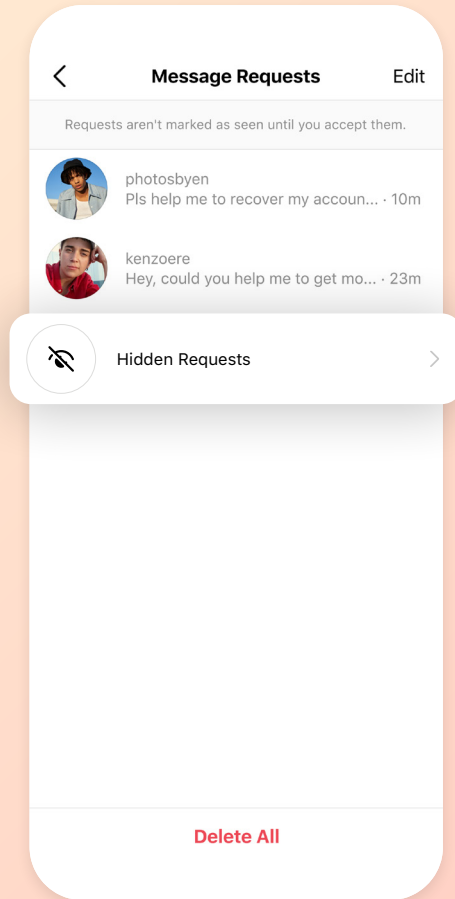 Message Requests Edit
Requests aren't marked as seen until you accept them.
photosbyen
Pls help me to recover my accoun... · 10m
kenzoere
Hey, could you help me to get mo... · 23m
Hidden Requests
Delete All